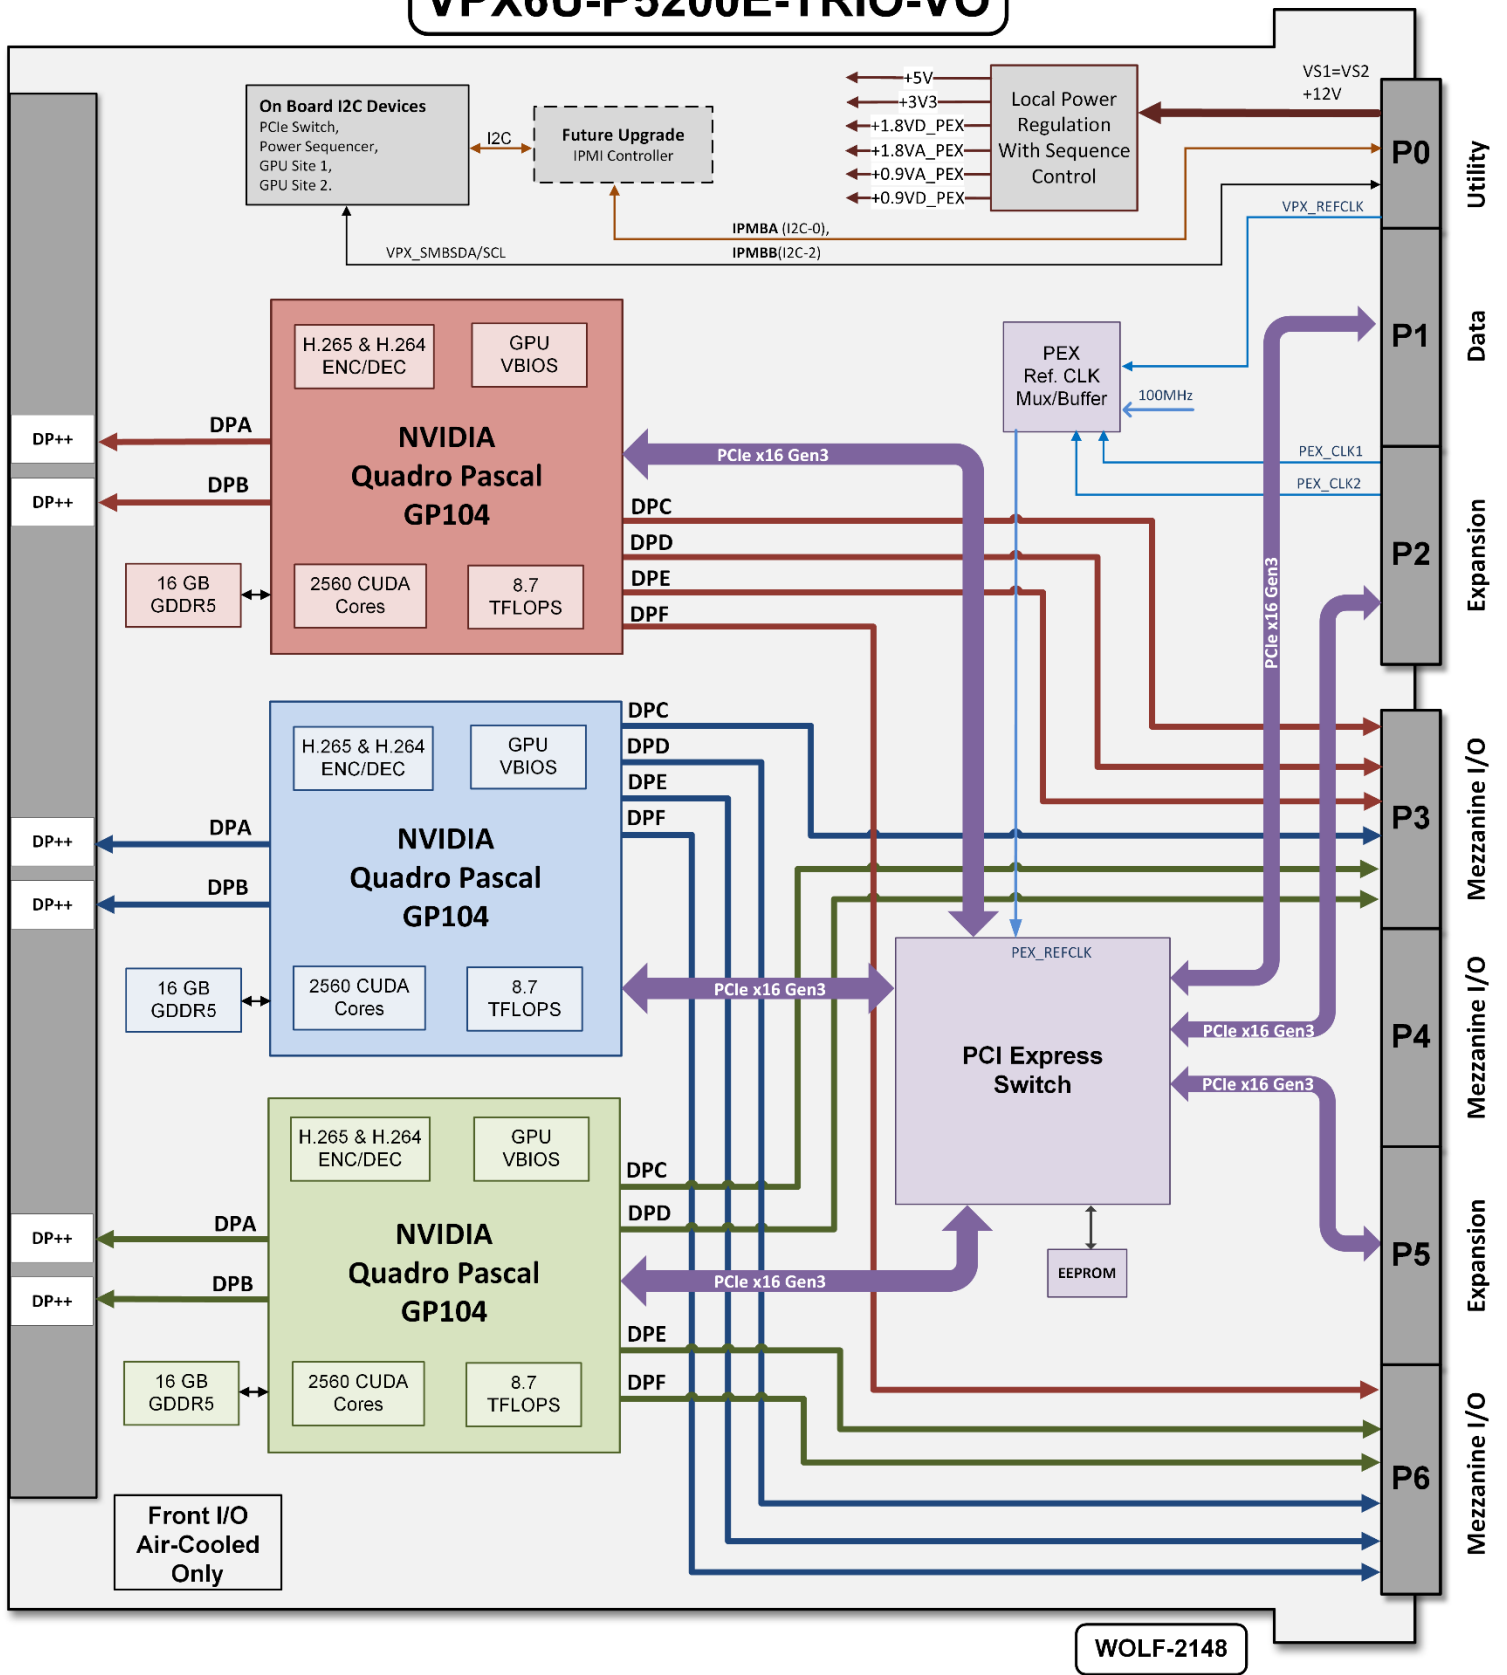 VPX6U-P5200E-TRIO-VO
On Board I2C Devices
PCIe Switch,
Power Sequencer,
GPU Site 1,
GPU Site 2.
I2C
Future Upgrade
IPMI Controller
+5V
+3V3
+1.8VD_PEX
+1.8VA_PEX
+0.9VA_PEX
+0.9VD_PEX
Local Power
Regulation
With Sequence
Control
VS1=VS2
+12V
P0
Utility
VPX_REFCLK
IPMBA (I2C-0),
IPMBB(I2C-2)
VPX_SMBSDA/SCL
H.265 & H.264
ENC/DEC
GPU
VBIOS
NVIDIA
Quadro Pascal
GP104
2560 CUDA
Cores
8.7
TFLOPS
16 GB
GDDR5
DP++
DPA
DP++
DPB
PCIe x16 Gen3
DPC
DPD
DPE
DPF
PEX
Ref. CLK
Mux/Buffer
100MHz
PEX_CLK1
PEX_CLK2
P1
Data
PCIe x16 Gen3
P2
Expansion
H.265 & H.264
ENC/DEC
GPU
VBIOS
NVIDIA
Quadro Pascal
GP104
2560 CUDA
Cores
8.7
TFLOPS
16 GB
GDDR5
DP++
DPA
DP++
DPB
DPC
DPD
DPE
DPF
PCIe x16 Gen3
P3
Mezzanine I/O
PEX_REFCLK
PCI Express
Switch
PCIe x16 Gen3
PCIe x16 Gen3
P4
Mezzanine I/O
EEPROM
H.265 & H.264
ENC/DEC
GPU
VBIOS
NVIDIA
Quadro Pascal
GP104
2560 CUDA
Cores
8.7
TFLOPS
16 GB
GDDR5
DP++
DPA
DP++
DPB
DPC
DPD
PCIe x16 Gen3
DPE
DPF
P5
Expansion
P6
Mezzanine I/O
Front I/O
Air-Cooled
Only
WOLF-2148